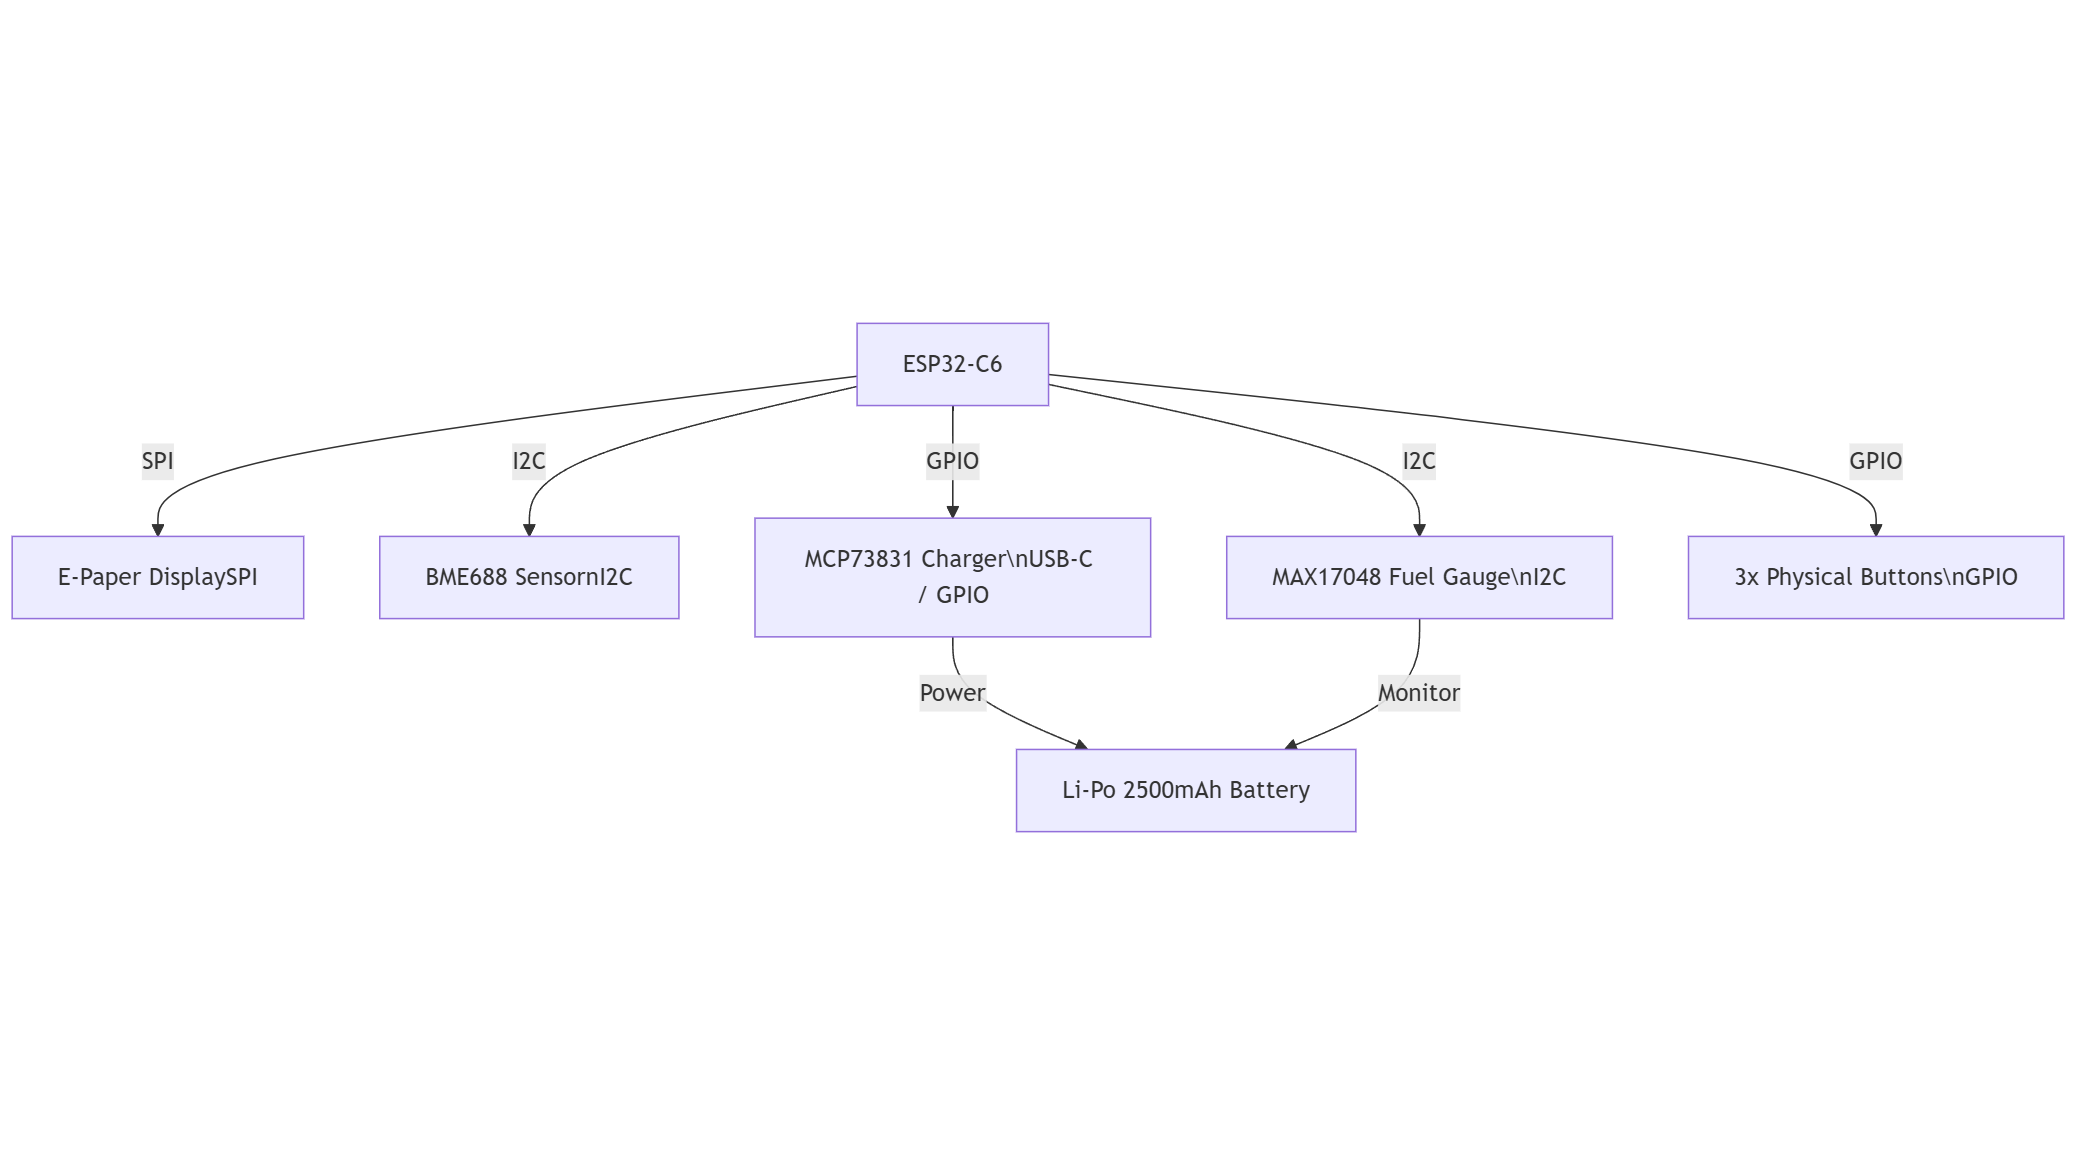 ESP32-C6
SPI
I2C
GPIO
I2C
GPIO
E-Paper DisplaySPI
BME688 SensornI2C
MCP73831 Charger\nUSB-C
/ GPIO
MAX17048 Fuel Gauge\nI2C
3x Physical Buttons\nGPIO
Power
Monitor
Li-Po 2500mAh Battery